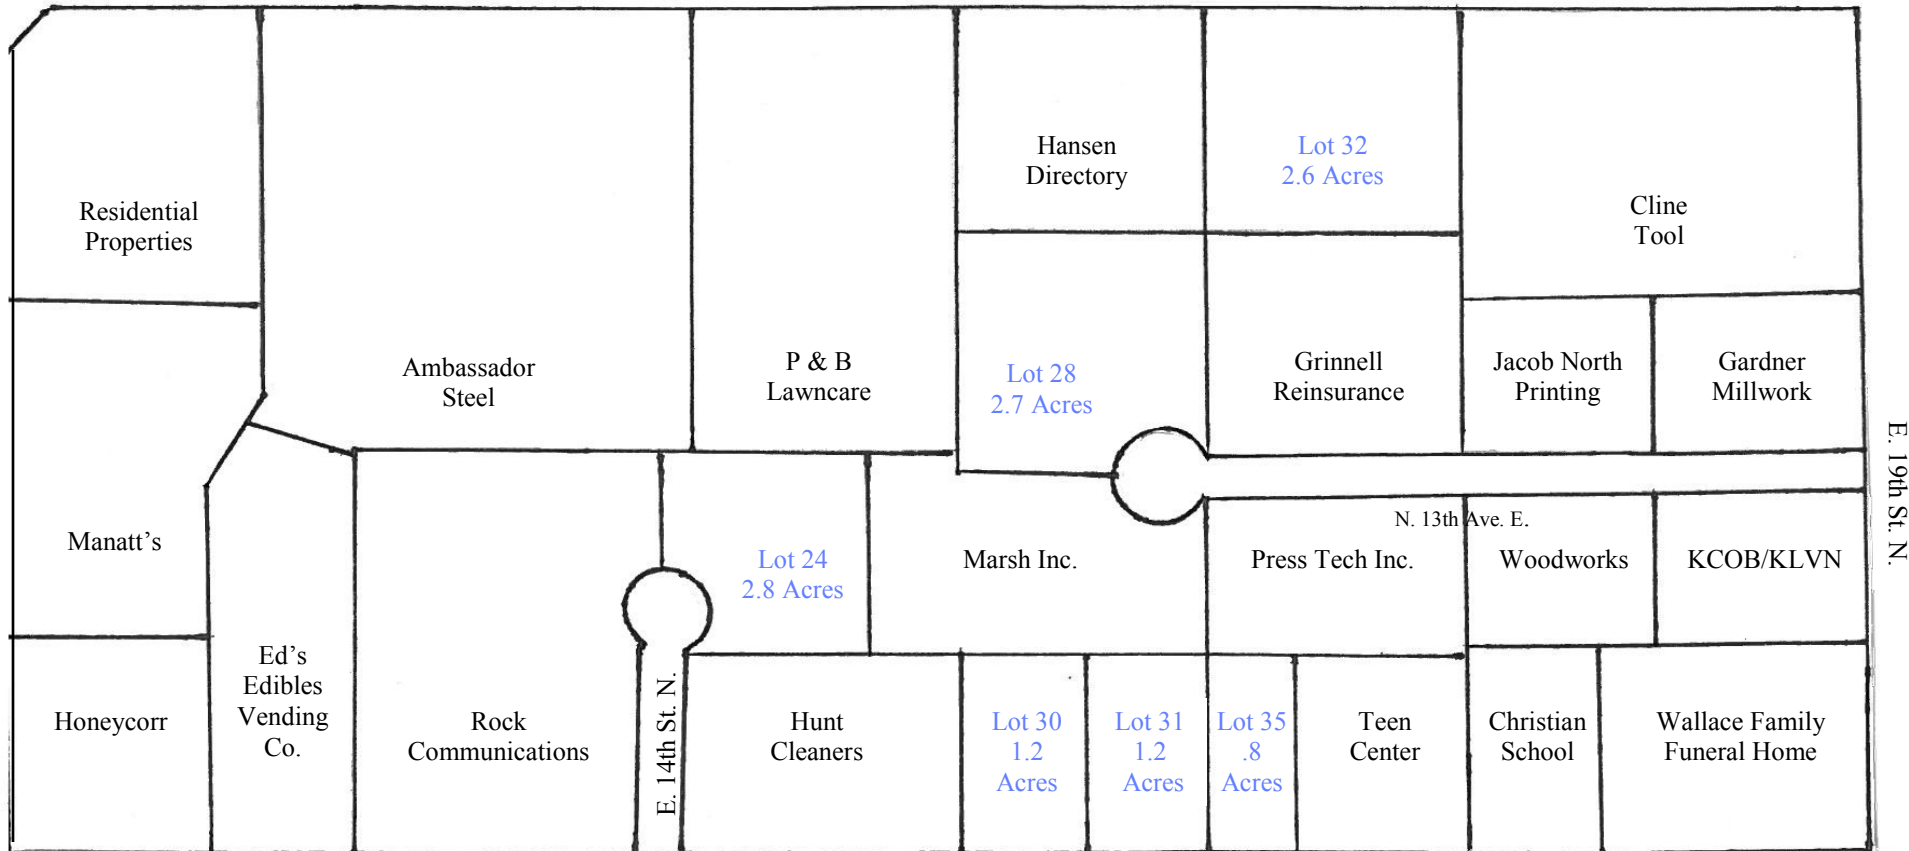 Hansen
Directory
Lot 32
2.6 Acres
Residential
Properties
Cline
Tool
Ambassador
Steel
P & B
Lawncare
Lot 28
2.7 Acres
Grinnell
Reinsurance
Jacob North
Printing
Gardner
Millwork
E. 19th St. N.
N. 13th Ave. E.
Manatt’s
Lot 24
2.8 Acres
Marsh Inc.
Press Tech Inc.
Woodworks
KCOB/KLVN
Honeycorr
Ed’s
Edibles
Vending
Co.
Rock
Communications
E. 14th St. N.
Hunt
Cleaners
Lot 30
1.2
Acres
Lot 31
1.2
Acres
Lot 35
.8
Acres
Teen
Center
Christian
School
Wallace Family
Funeral Home